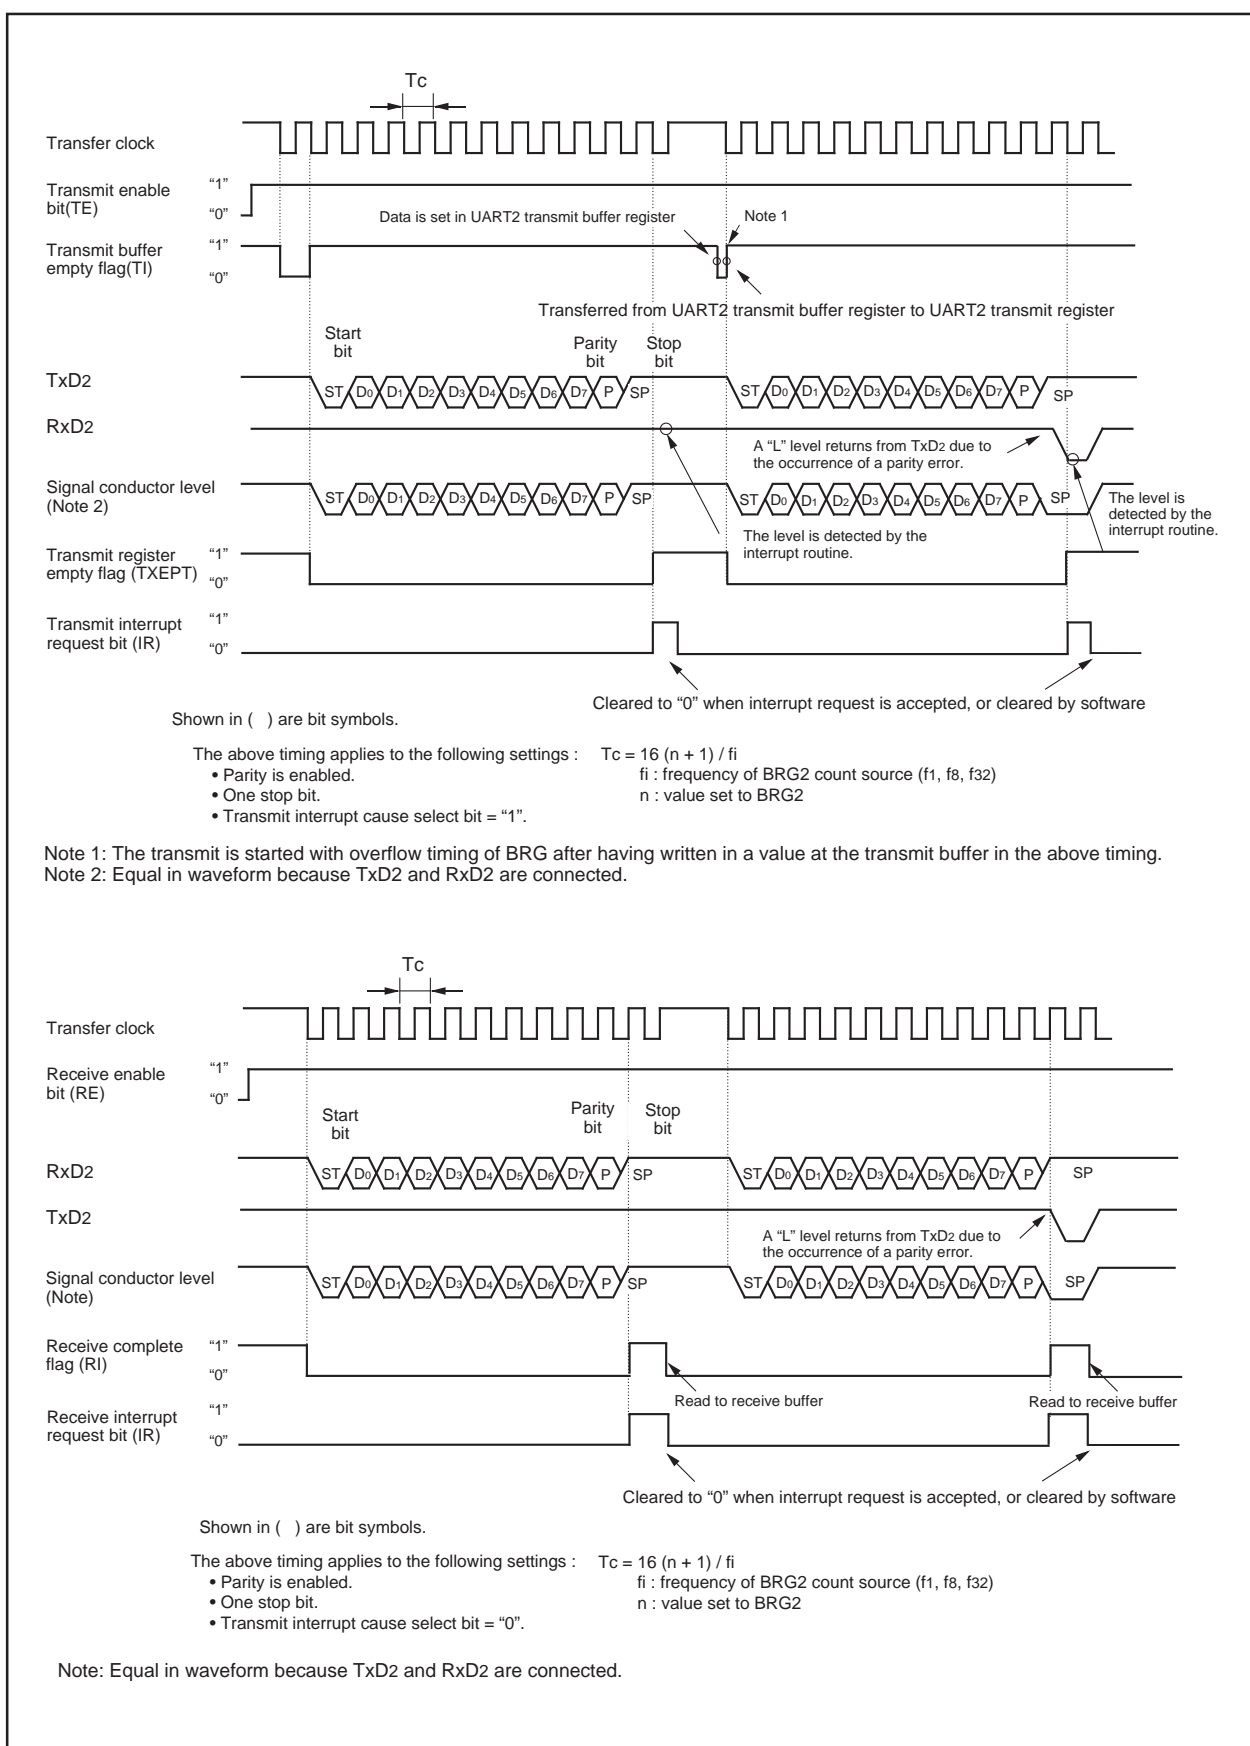 Tc
Transfer clock
Transmit enable
bit(TE)
“1”
“0”
Data is set in UART2 transmit buffer register
Note 1
Transmit buffer
empty flag(TI)
“1”
“0”
Transferred from UART2 transmit buffer register to UART2 transmit register
Start
bit
Parity
bit
Stop
bit
TxD2
ST D0 D1 D2 D3 D4 D5 D6 D7 P SP
ST D0 D1 D2 D3 D4 D5 D6 D7 P SP
RxD2
A “L” level returns from TxD2 due to
the occurrence of a parity error.
Signal conductor level
(Note 2)
ST D0 D1 D2 D3 D4 D5 D6 D7 P SP
ST D0 D1 D2 D3 D4 D5 D6 D7 P SP
The level is
detected by the
interrupt routine.
The level is detected by the
interrupt routine.
Transmit register
empty flag (TXEPT)
“1”
“0”
Transmit interrupt
request bit (IR)
“1”
“0”
Cleared to “0” when interrupt request is accepted, or cleared by software
Shown in ( ) are bit symbols.
The above timing applies to the following settings :
• Parity is enabled.
• One stop bit.
• Transmit interrupt cause select bit = “1”.
Tc = 16 (n + 1) / fi
fi : frequency of BRG2 count source (f1, f8, f32)
n : value set to BRG2
Note 1: The transmit is started with overflow timing of BRG after having written in a value at the transmit buffer in the above timing.
Note 2: Equal in waveform because TxD2 and RxD2 are connected.
Tc
Transfer clock
Receive enable
bit (RE)
“1”
“0”
Start
bit
Parity
bit
Stop
bit
RxD2
ST D0 D1 D2 D3 D4 D5 D6 D7 P SP
ST D0 D1 D2 D3 D4 D5 D6 D7 P SP
TxD2
A “L” level returns from TxD2 due to
the occurrence of a parity error.
Signal conductor level
(Note)
ST D0 D1 D2 D3 D4 D5 D6 D7 P SP
ST D0 D1 D2 D3 D4 D5 D6 D7 P SP
Receive complete
flag (RI)
“1”
“0”
Read to receive buffer
Read to receive buffer
Receive interrupt
request bit (IR)
“1”
“0”
Cleared to “0” when interrupt request is accepted, or cleared by software
Shown in ( ) are bit symbols.
The above timing applies to the following settings :
• Parity is enabled.
• One stop bit.
• Transmit interrupt cause select bit = “0”.
Tc = 16 (n + 1) / fi
fi : frequency of BRG2 count source (f1, f8, f32)
n : value set to BRG2
Note: Equal in waveform because TxD2 and RxD2 are connected.